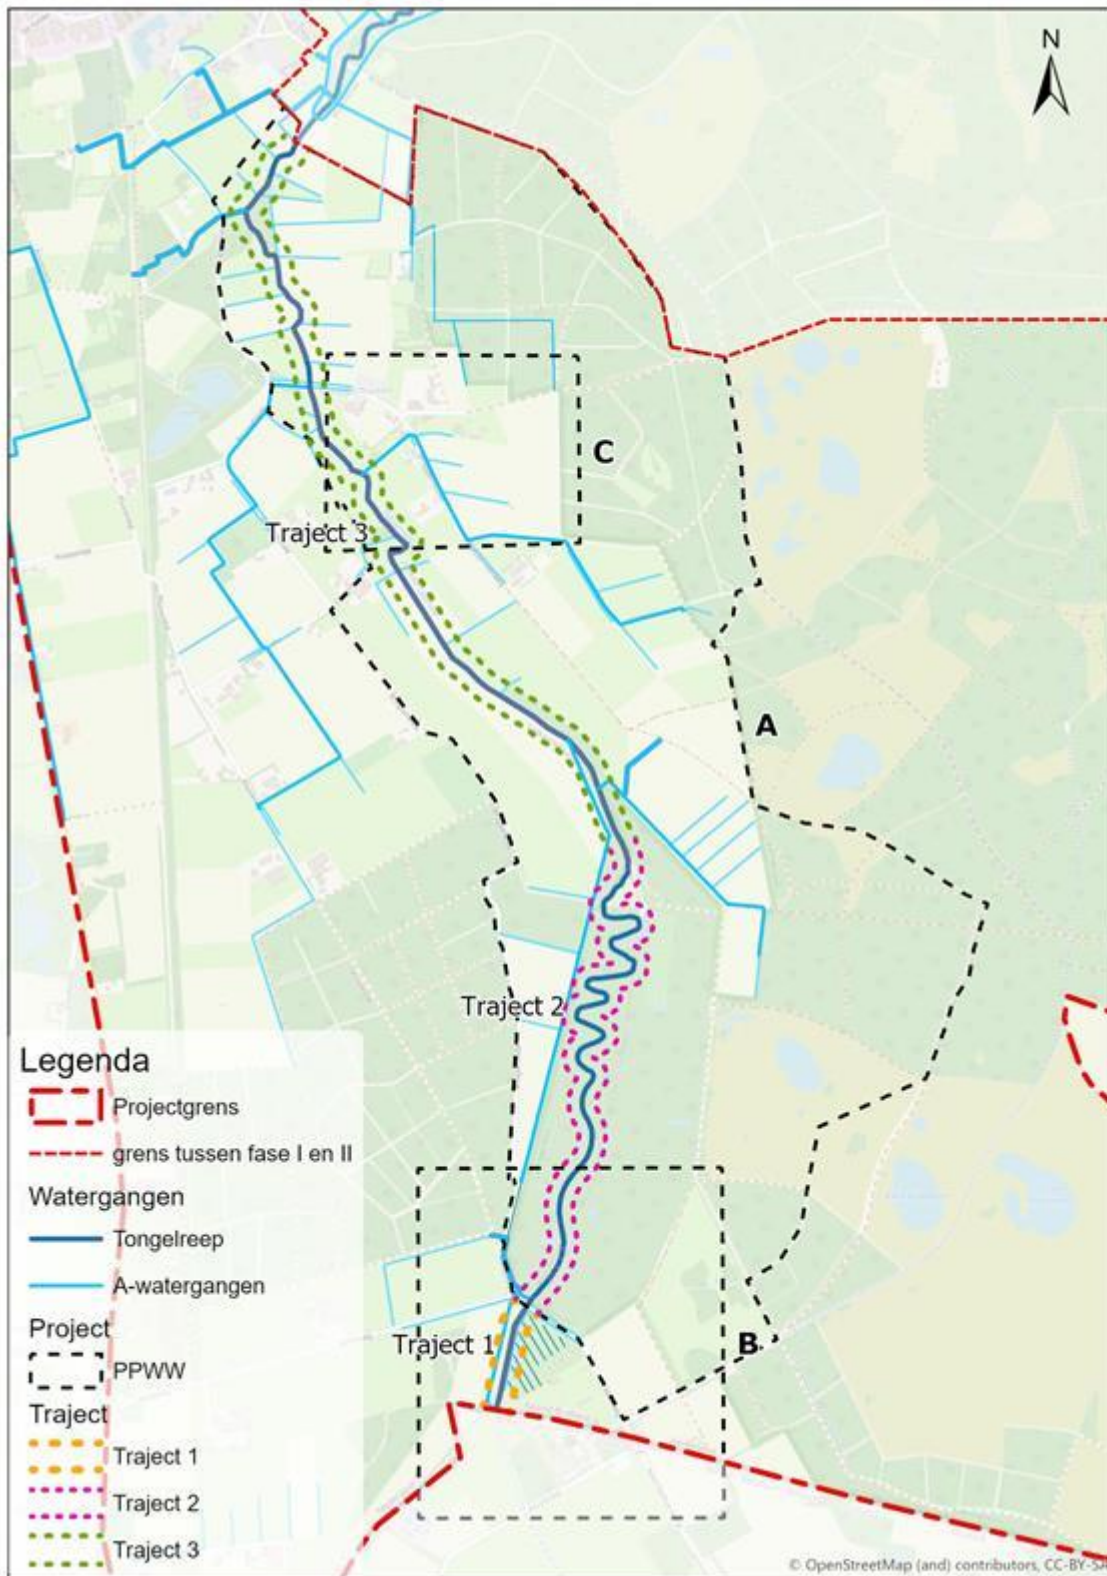 N
C
Traject 3
A
Traject 2
Legenda
Projectgrens
grens tussen fase I en II
Watergangen
Tongelreep
A-watergangen
Project
PPWW
Traject
Traject 1
Traject 2
Traject 3
Traject 1
B
© OpenStreetMap (and) contributors, CC-BY-SA